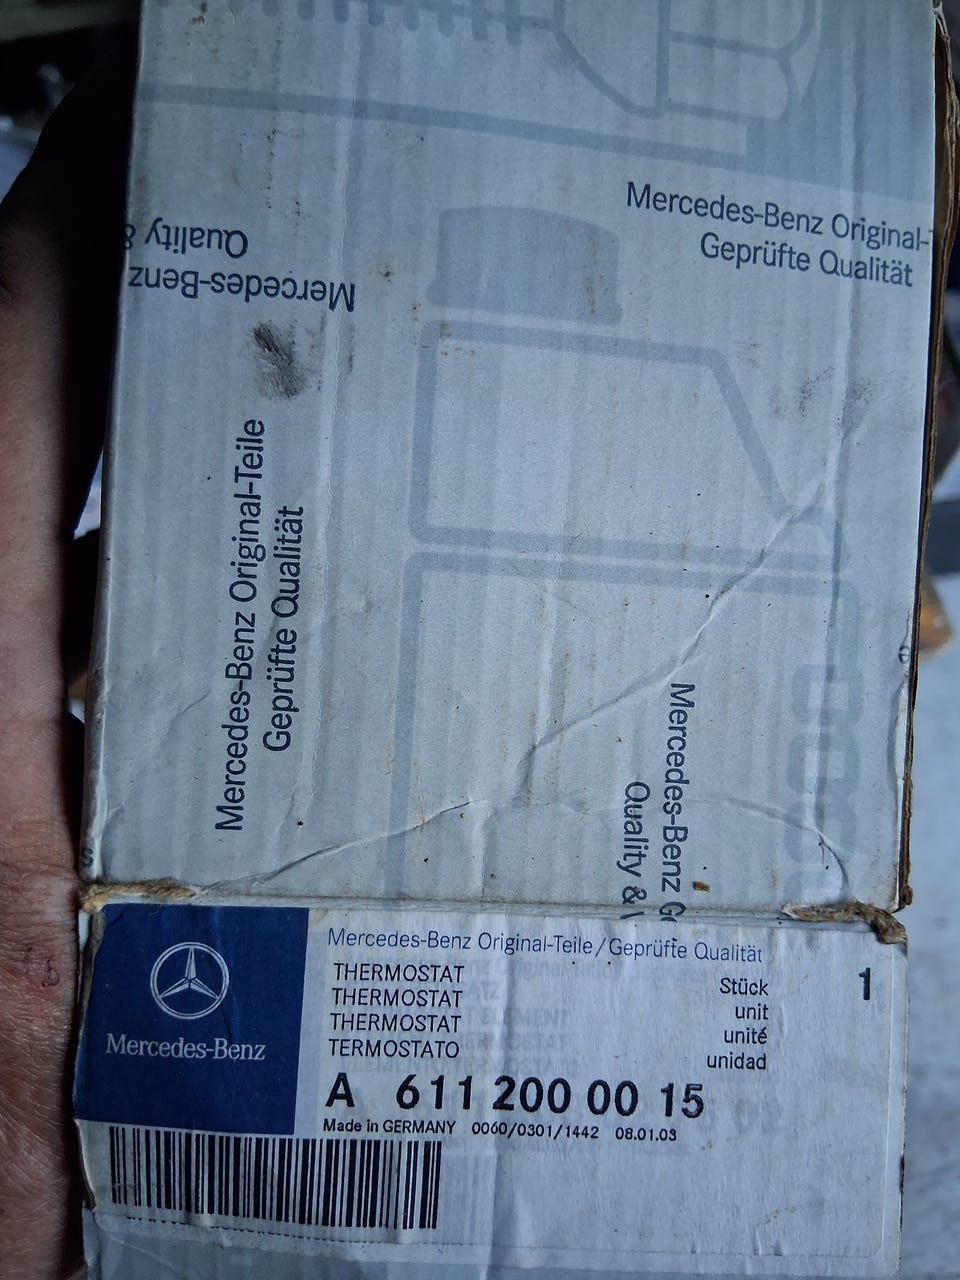 Mercedes-Benz Original-T
Geprüfte Qualität
Quality &
Mercedes-Benz
Mercedes-Benz Original-Teile
Geprüfte Qualität
Mercedes-Benz Ge
Quality &
Mercedes-Benz
Mercedes-Benz Original-Teile/Geprüfte Qualität
THERMOSTAT Stück 1
THERMOSTAT unit
THERMOSTAT unité
TERMOSTATO unidad
A 611 200 00 15
Made in GERMANY 0060/0301/1442 08.01.03